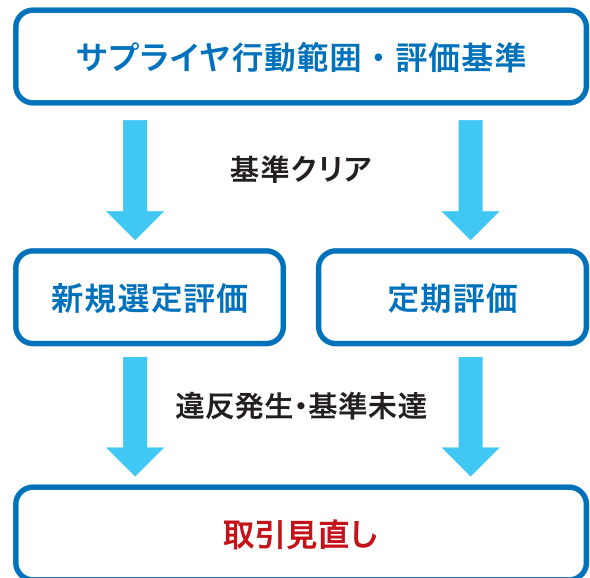 サプライヤ行動範囲・評価基準
基準クリア
新規選定評価
定期評価
違反発生・基準未達
取引見直し